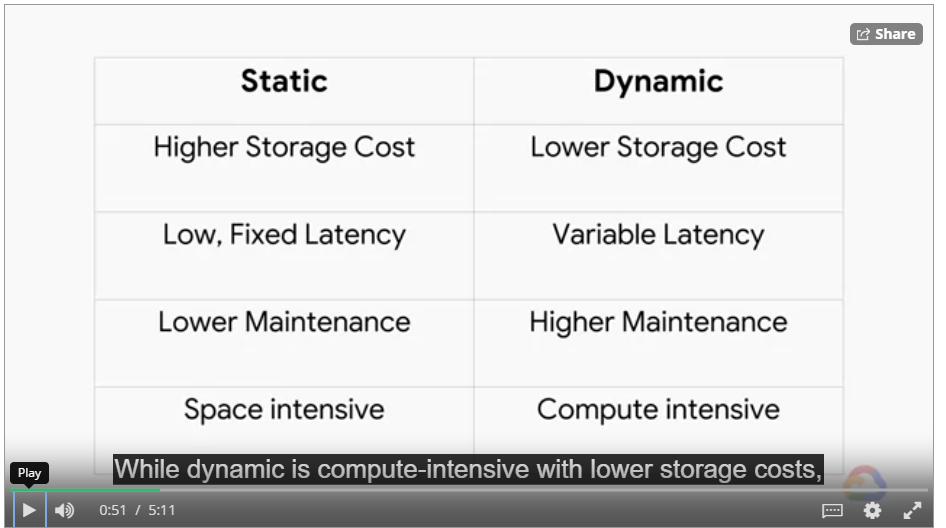 Share
Static Dynamic
Higher Storage Cost Lower Storage Cost
Low, Fixed Latency Variable Latency
Lower Maintenance Higher Maintenance
Space intensive Compute intensive
While dynamic is compute-intensive with lower storage costs,
Play
0:51 / 5:11